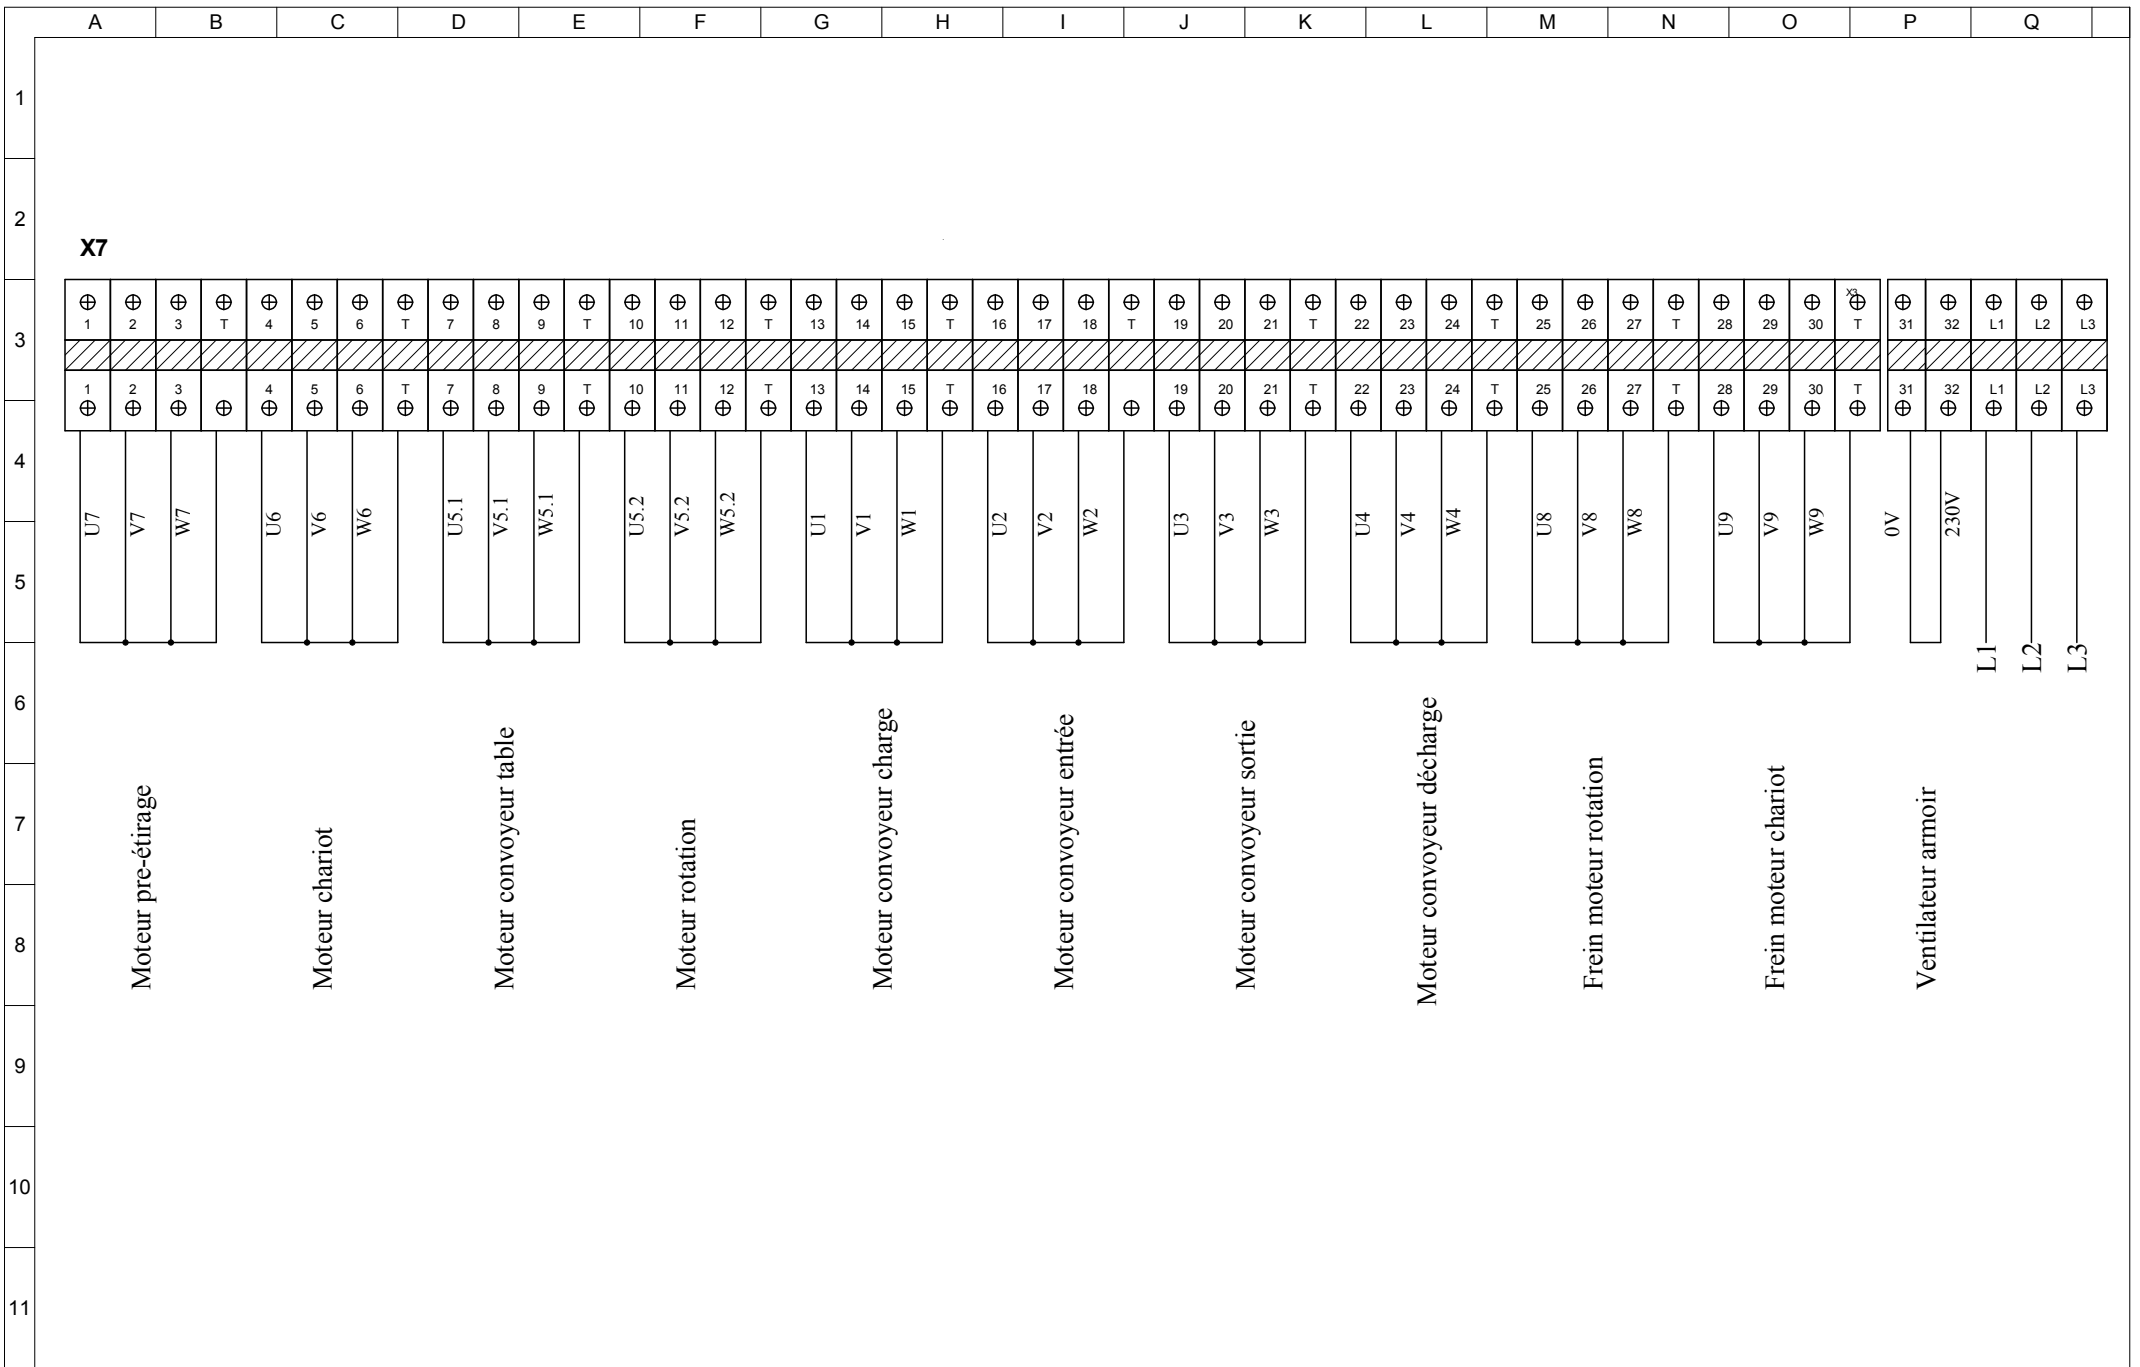 A B C D E F G H I J K L M N O P Q
1
2
X7
3
1 2 3 T 4 5 6 T 7 8 9 T 10 11 12 T 13 14 15 T 16 17 18 T 19 20 21 T 22 23 24 T 25 26 27 T 28 29 30 X3 T 31 32 L1 L2 L3
1 2 3 4 5 6 T 7 8 9 T 10 11 12 T 13 14 15 T 16 17 18 19 20 21 T 22 23 24 T 25 26 27 T 28 29 30 T 31 32 L1 L2 L3
4
U7 V7 W7 U6 V6 W6 U5.1 V5.1 W5.1 U5.2 V5.2 W5.2 U1 V1 W1 U2 V2 W2 U3 V3 W3 U4 V4 W4 U8 V8 W8 U9 V9 W9 0V 230V
5
L1 L2 L3
6
Moteur pre-étirage
Moteur chariot
Moteur convoyeur table
Moteur rotation
Moteur convoyeur charge
Moteur convoyeur entrée
Moteur convoyeur sortie
Moteur convoyeur décharge
Frein moteur rotation
Frein moteur chariot
Ventilateur armoir
7
8
9
10
11